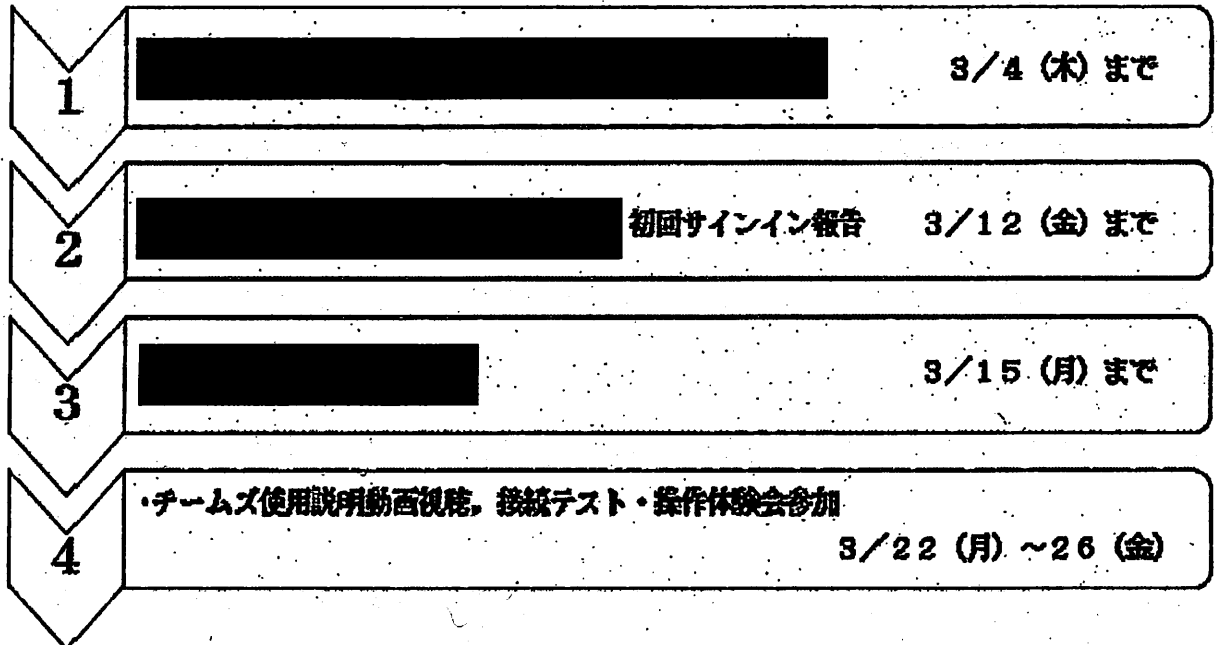 1
3/4（木）まで
2
初回サインイン報告 3/12（金）まで
3
3/15（月）まで
4
・チームズ使用説明動画視聴，接続テスト・操作体験会参加
3/22（月）～26（金）